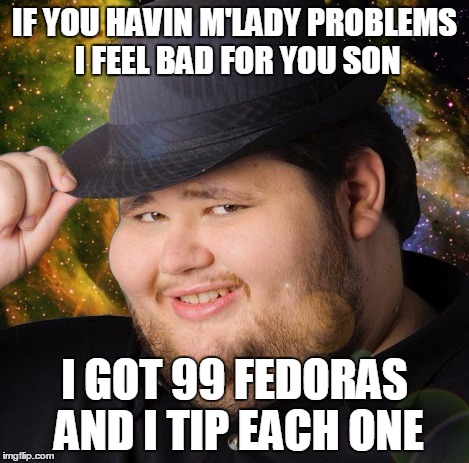 IF YOU HAVIN M'LADY PROBLEMS
I FEEL BAD FOR YOU SON
I GOT 99 FEDORAS
AND I TIP EACH ONE
imgflip.com